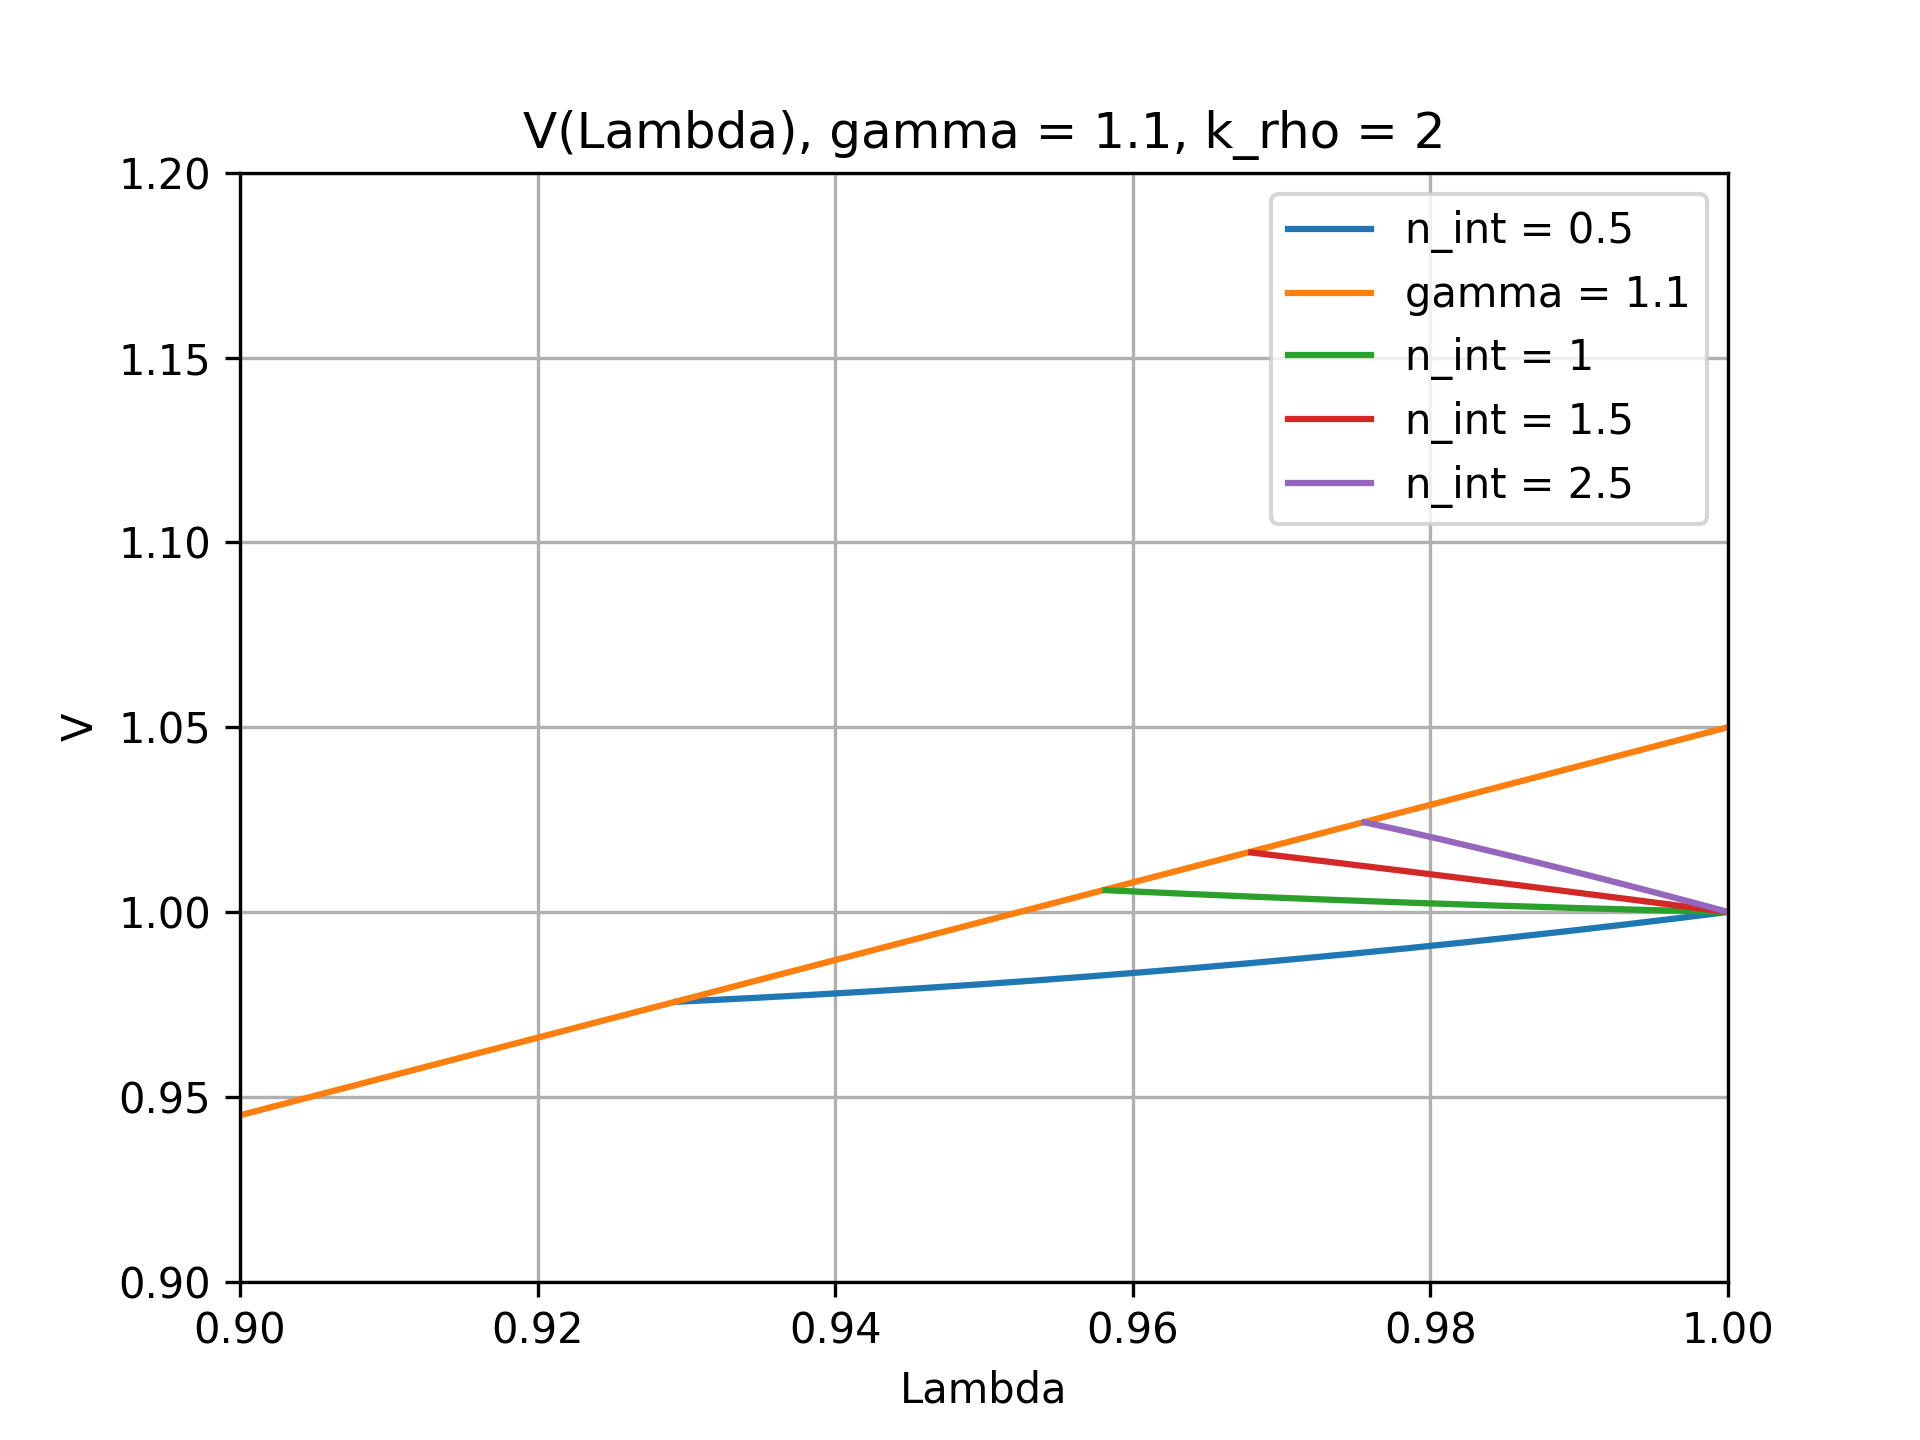 V(Lambda), gamma = 1.1, k_rho = 2
1.20
1.15
1.10
1.05
1.00
0.95
0.90
V
n_int = 0.5
gamma = 1.1
n_int = 1
n_int = 1.5
n_int = 2.5
0.90 0.92 0.94 0.96 0.98 1.00
Lambda